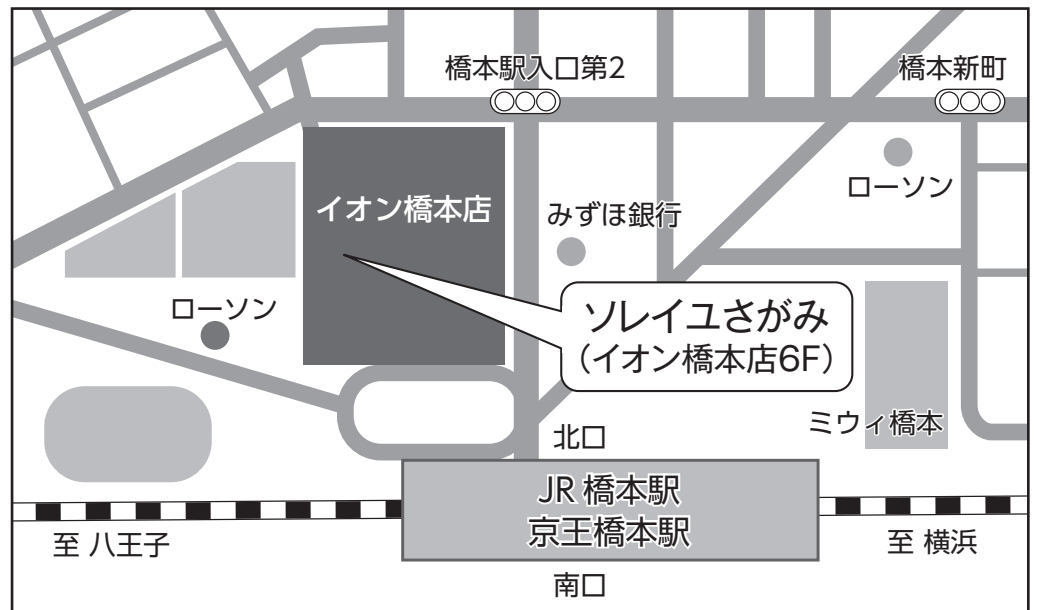 橋本駅入口第2
橋本新町
ローソン
イオン橋本店
みずほ銀行
ローソン
ソレイユさがみ
（イオン橋本店6F）
ミウィ橋本
北口
JR 橋本駅
京王橋本駅
至 八王子
至 横浜
南口